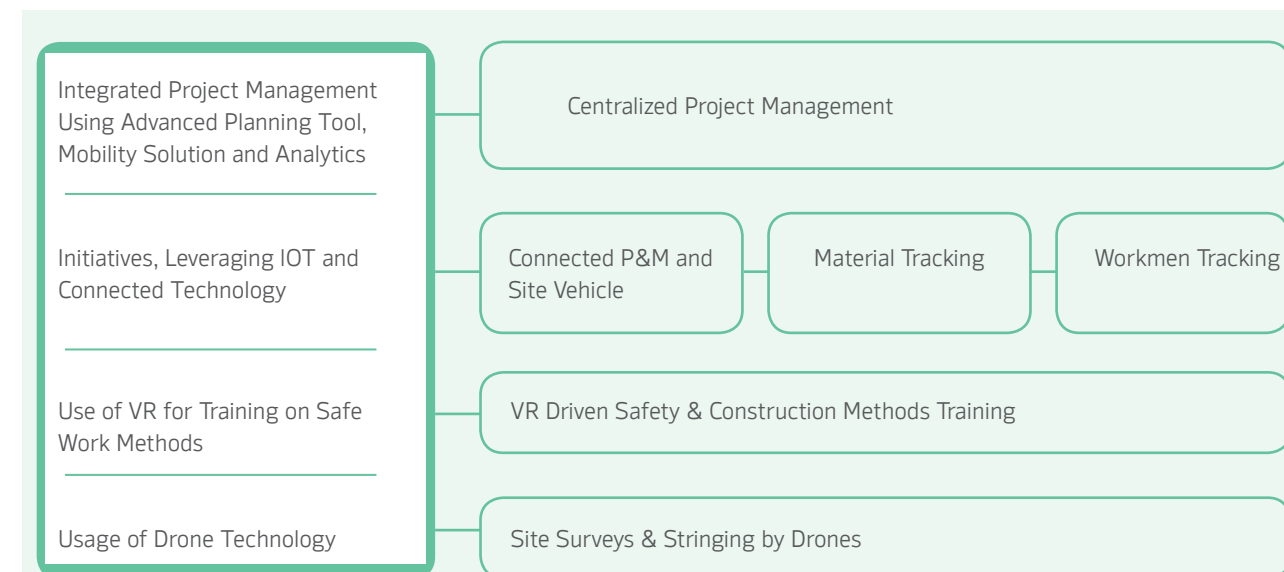 Integrated Project Management
Using Advanced Planning Tool,
Mobility Solution and Analytics
Centralized Project Management
Initiatives, Leveraging IOT and
Connected Technology
Connected P&M and
Site Vehicle
Material Tracking
Workmen Tracking
Use of VR for Training on Safe
Work Methods
VR Driven Safety & Construction Methods Training
Usage of Drone Technology
Site Surveys & Stringing by Drones